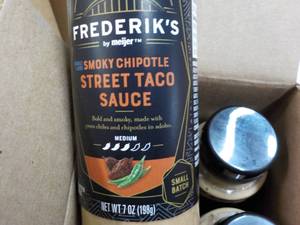 FREDERIK'S
by meijer™
SMOKY CHIPOTLE
STREET TACO
SAUCE
Bold and smoky, made with
green chiles and chipotles in adobo.
MEDIUM
SMALL
BATCH
NET WT 7 OZ (198g)